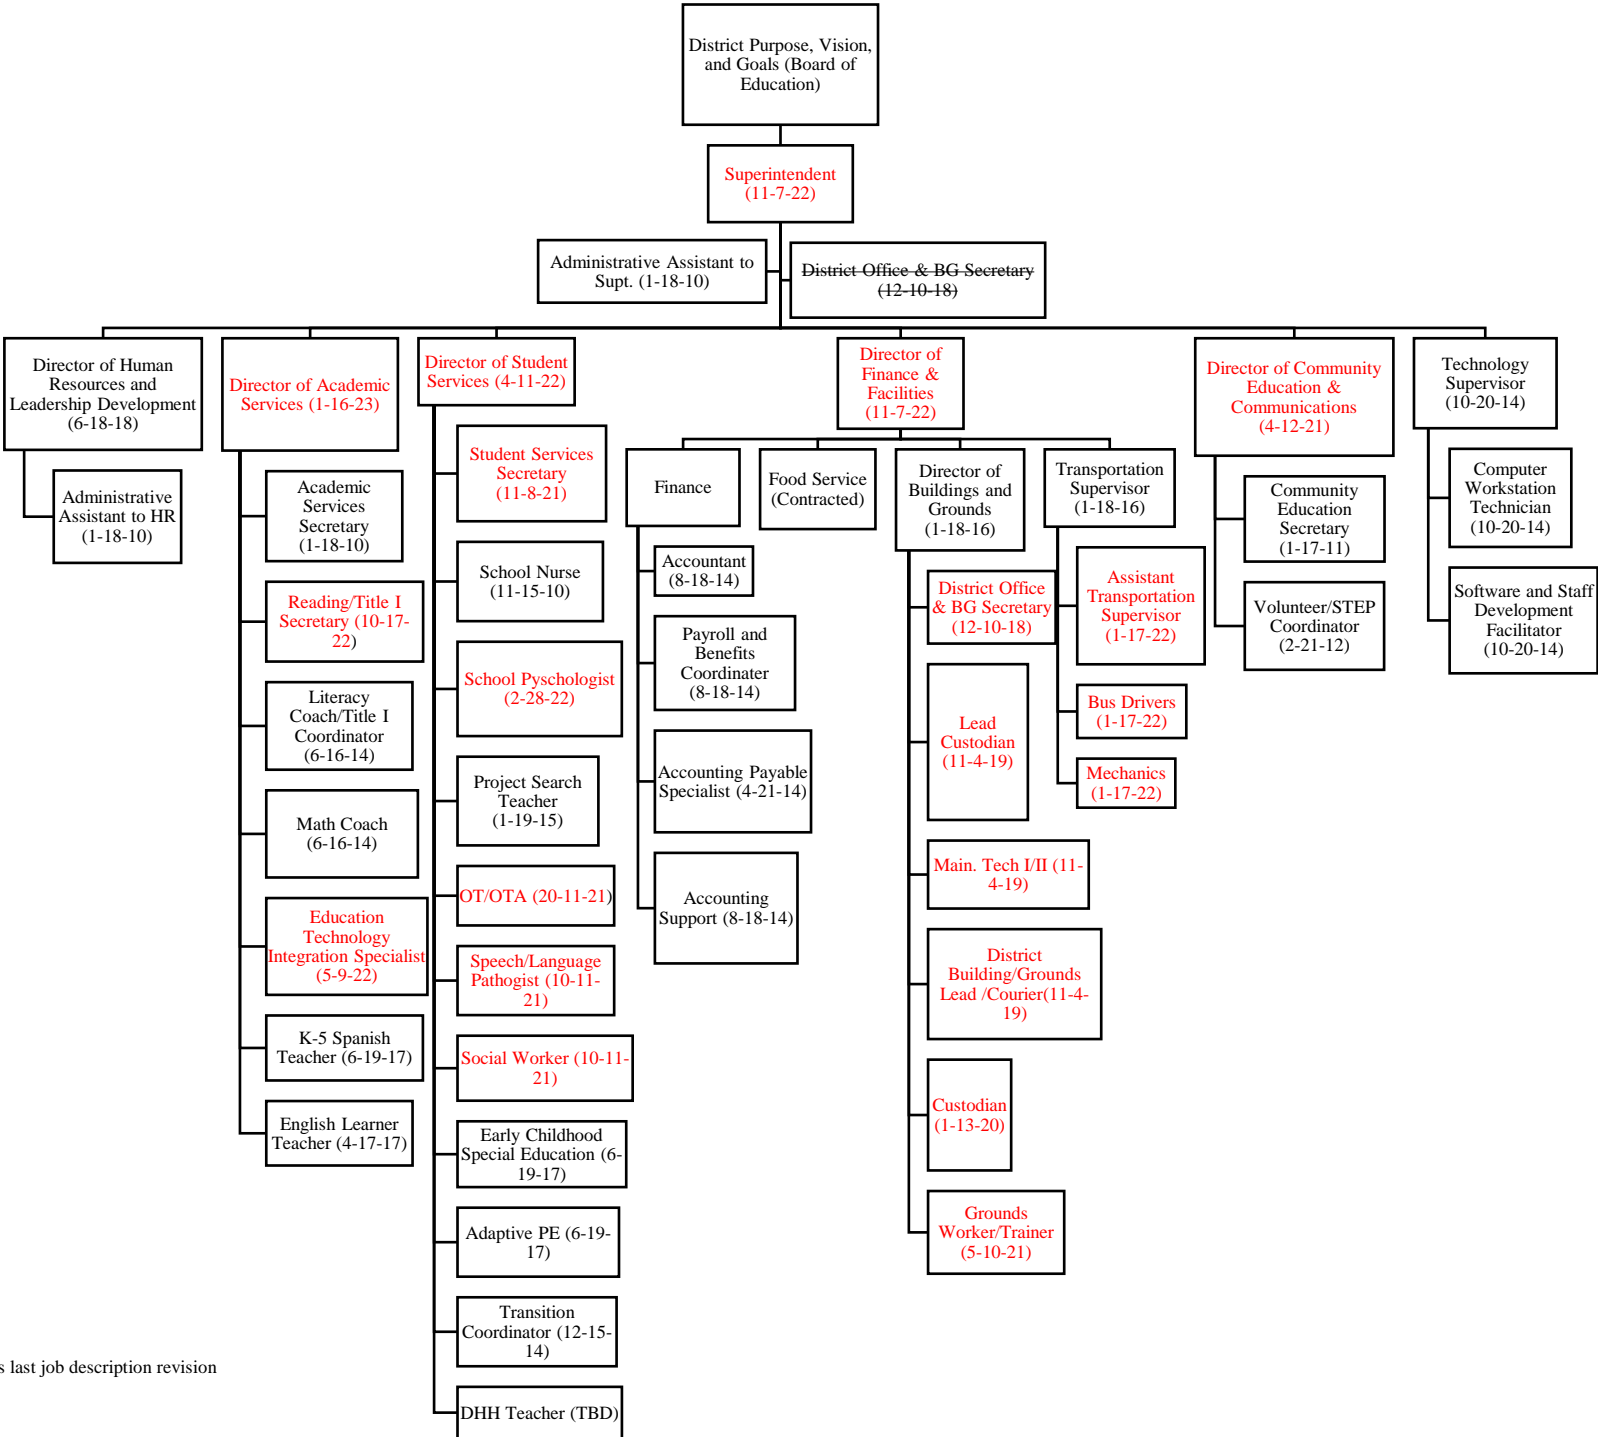 District Purpose, Vision,
and Goals (Board of
Education)
Superintendent
(11-7-22)
Administrative Assistant to
Supt. (1-18-10)
District Office & BG Secretary
(12-10-18)
Director of Human
Resources and
Leadership Development
(6-18-18)
Administrative
Assistant to HR
(1-18-10)
Director of Academic
Services (1-16-23)
Academic
Services
Secretary
(1-18-10)
Reading/Title I
Secretary (10-17-
22)
Literacy
Coach/Title I
Coordinator
(6-16-14)
Math Coach
(6-16-14)
Education
Technology
Integration Specialist
(5-9-22)
K-5 Spanish
Teacher (6-19-17)
English Learner
Teacher (4-17-17)
Director of Student
Services (4-11-22)
Student Services
Secretary
(11-8-21)
School Nurse
(11-15-10)
School Pyschologist
(2-28-22)
Project Search
Teacher
(1-19-15)
OT/OTA (20-11-21)
Speech/Language
Pathogist (10-11-
21)
Social Worker (10-11-
21)
Early Childhood
Special Education (6-
19-17)
Adaptive PE (6-19-
17)
Transition
Coordinator (12-15-
14)
DHH Teacher (TBD)
Director of
Finance &
Facilities
(11-7-22)
Finance
Accountant
(8-18-14)
Payroll and
Benefits
Coordinater
(8-18-14)
Accounting Payable
Specialist (4-21-14)
Accounting
Support (8-18-14)
Food Service
(Contracted)
Director of
Buildings and
Grounds
(1-18-16)
District Office
& BG Secretary
(12-10-18)
Lead
Custodian
(11-4-19)
Main. Tech I/II (11-
4-19)
District
Building/Grounds
Lead /Courier(11-4-
19)
Custodian
(1-13-20)
Grounds
Worker/Trainer
(5-10-21)
Transportation
Supervisor
(1-18-16)
Assistant
Transportation
Supervisor
(1-17-22)
Bus Drivers
(1-17-22)
Mechanics
(1-17-22)
Director of Community
Education &
Communications
(4-12-21)
Community
Education
Secretary
(1-17-11)
Volunteer/STEP
Coordinator
(2-21-12)
Technology
Supervisor
(10-20-14)
Computer
Workstation
Technician
(10-20-14)
Software and Staff
Development
Facilitator
(10-20-14)
s last job description revision